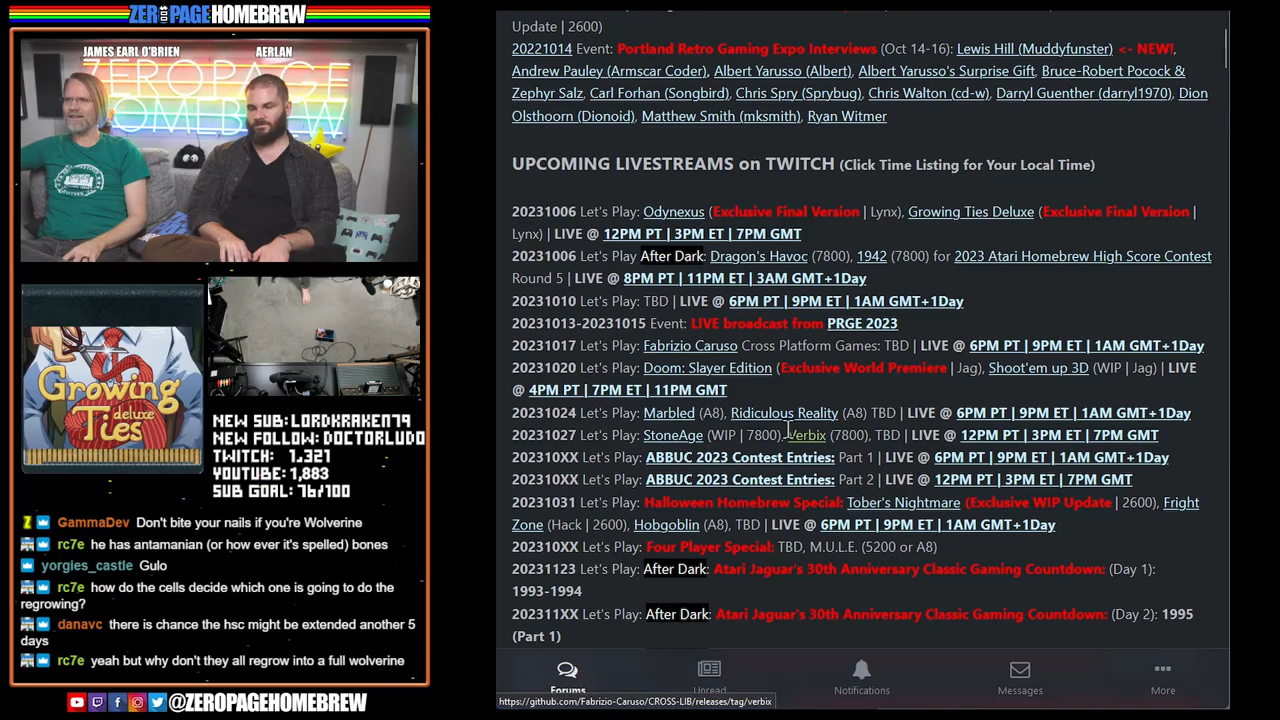 ZEROPAGEHOMEBREW
JAMES EARL O'BRIEN
AERLAN
ZEROPAGE
HOMEBREW
Growing
Ties
deluxe
NEW SUB: LORDKRAKEN79
NEW FOLLOW: DOCTORLUDO
TWITCH: 1,321
YOUTUBE: 1,883
SUB GOAL: 76/100
GammaDev Don't bite your nails if you're Wolverine
rc7e he has antamanian (or how ever it's spelled) bones
yorgies_castle Gulo
rc7e how do the cells decide which one is going to do the
regrowing?
danavc there is chance the hsc might be extended another 5
days
rc7e yeah but why don't they all regrow into a full wolverine
@ZEROPAGEHOMEBREW
Update | 2600)
20221014 Event: Portland Retro Gaming Expo Interviews (Oct 14-16): Lewis Hill (Muddyfunster) <- NEW!,
Andrew Pauley (Armscar Coder), Albert Yarusso (Albert), Albert Yarusso's Surprise Gift, Bruce-Robert Pocock &
Zephyr Salz, Carl Forhan (Songbird), Chris Spry (Sprybug), Chris Walton (cd-w), Darryl Guenther (darryl1970), Dion
Olsthoorn (Dionoid), Matthew Smith (mksmith), Ryan Witmer
UPCOMING LIVESTREAMS on TWITCH (Click Time Listing for Your Local Time)
20231006 Let's Play: Odynexus (Exclusive Final Version | Lynx), Growing Ties Deluxe (Exclusive Final Version |
Lynx) | LIVE @ 12PM PT | 3PM ET | 7PM GMT
20231006 Let's Play After Dark: Dragon's Havoc (7800), 1942 (7800) for 2023 Atari Homebrew High Score Contest
Round 5 | LIVE @ 8PM PT | 11PM ET | 3AM GMT+1Day
20231010 Let's Play: TBD | LIVE @ 6PM PT | 9PM ET | 1AM GMT+1Day
20231013-20231015 Event: LIVE broadcast from PRGE 2023
20231017 Let's Play: Fabrizio Caruso Cross Platform Games: TBD | LIVE @ 6PM PT | 9PM ET | 1AM GMT+1Day
20231020 Let's Play: Doom: Slayer Edition (Exclusive World Premiere | Jag), Shoot'em up 3D (WIP | Jag) | LIVE
@ 4PM PT | 7PM ET | 11PM GMT
20231024 Let's Play: Marbled (A8), Ridiculous Reality (A8) TBD | LIVE @ 6PM PT | 9PM ET | 1AM GMT+1Day
20231027 Let's Play: StoneAge (WIP | 7800), Verbix (7800), TBD | LIVE @ 12PM PT | 3PM ET | 7PM GMT
202310XX Let's Play: ABBUC 2023 Contest Entries: Part 1 | LIVE @ 6PM PT | 9PM ET | 1AM GMT+1Day
202310XX Let's Play: ABBUC 2023 Contest Entries: Part 2 | LIVE @ 12PM PT | 3PM ET | 7PM GMT
20231031 Let's Play: Halloween Homebrew Special: Tober's Nightmare (Exclusive WIP Update | 2600), Fright
Zone (Hack | 2600), Hobgoblin (A8), TBD | LIVE @ 6PM PT | 9PM ET | 1AM GMT+1Day
202310XX Let's Play: Four Player Special: TBD, M.U.L.E. (5200 or A8)
20231123 Let's Play: After Dark: Atari Jaguar's 30th Anniversary Classic Gaming Countdown: (Day 1):
1993-1994
202311XX Let's Play: After Dark: Atari Jaguar's 30th Anniversary Classic Gaming Countdown: (Day 2): 1995
(Part 1)
Forums
Unread
Notifications
Messages
More
https://github.com/Fabrizio-Caruso/CROSS-LIB/releases/tag/verbix